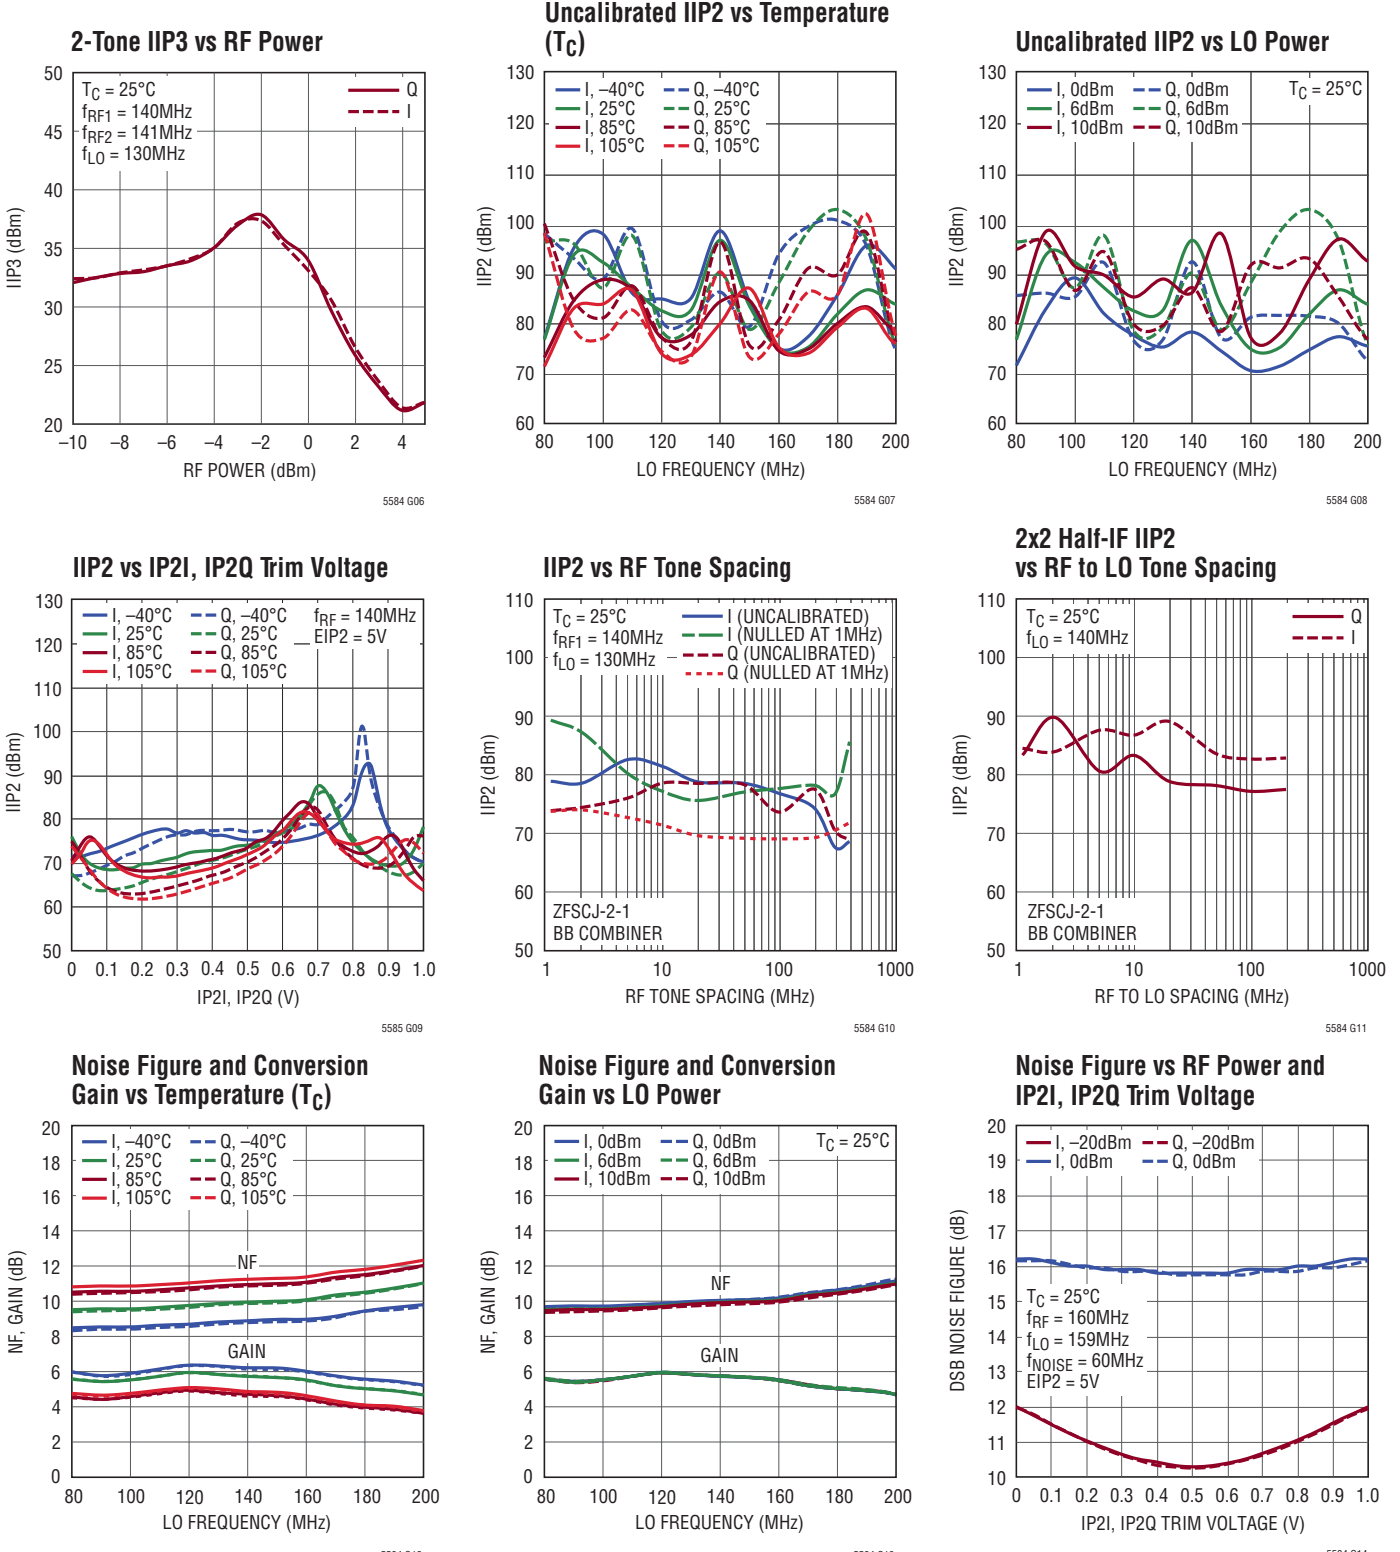 2-Tone IIP3 vs RF Power
50
45
40
35
30
25
20
IIP3 (dBm)
T_C = 25°C
f_RF1 = 140MHz
f_RF2 = 141MHz
f_LO = 130MHz
Q
I
–10 –8 –6 –4 –2 0 2 4
RF POWER (dBm)
5584 G06
Uncalibrated IIP2 vs Temperature
(T_C)
130
120
110
100
90
80
70
60
IIP2 (dBm)
I, –40°C Q, –40°C
I, 25°C Q, 25°C
I, 85°C Q, 85°C
I, 105°C Q, 105°C
80 100 120 140 160 180 200
LO FREQUENCY (MHz)
5584 G07
Uncalibrated IIP2 vs LO Power
130
120
110
100
90
80
70
60
IIP2 (dBm)
I, 0dBm Q, 0dBm T_C = 25°C
I, 6dBm Q, 6dBm
I, 10dBm Q, 10dBm
80 100 120 140 160 180 200
LO FREQUENCY (MHz)
5584 G08
IIP2 vs IP2I, IP2Q Trim Voltage
130
120
110
100
90
80
70
60
50
IIP2 (dBm)
I, –40°C Q, –40°C f_RF = 140MHz
I, 25°C Q, 25°C EIP2 = 5V
I, 85°C Q, 85°C
I, 105°C Q, 105°C
0 0.1 0.2 0.3 0.4 0.5 0.6 0.7 0.8 0.9 1.0
IP2I, IP2Q (V)
5585 G09
IIP2 vs RF Tone Spacing
110
100
90
80
70
60
50
IIP2 (dBm)
T_C = 25°C
f_RF1 = 140MHz
f_LO = 130MHz
I (UNCALIBRATED)
I (NULLED AT 1MHz)
Q (UNCALIBRATED)
Q (NULLED AT 1MHz)
ZFSCJ-2-1
BB COMBINER
1 10 100 1000
RF TONE SPACING (MHz)
5584 G10
2x2 Half-IF IIP2
vs RF to LO Tone Spacing
110
100
90
80
70
60
50
IIP2 (dBm)
T_C = 25°C
f_LO = 140MHz
Q
I
ZFSCJ-2-1
BB COMBINER
1 10 100 1000
RF TO LO SPACING (MHz)
5584 G11
Noise Figure and Conversion
Gain vs Temperature (T_C)
20
18
16
14
12
10
8
6
4
2
0
NF, GAIN (dB)
I, –40°C Q, –40°C
I, 25°C Q, 25°C
I, 85°C Q, 85°C
I, 105°C Q, 105°C
NF
GAIN
80 100 120 140 160 180 200
LO FREQUENCY (MHz)
Noise Figure and Conversion
Gain vs LO Power
20
18
16
14
12
10
8
6
4
2
0
NF, GAIN (dB)
I, 0dBm Q, 0dBm T_C = 25°C
I, 6dBm Q, 6dBm
I, 10dBm Q, 10dBm
NF
GAIN
80 100 120 140 160 180 200
LO FREQUENCY (MHz)
Noise Figure vs RF Power and
IP2I, IP2Q Trim Voltage
20
19
18
17
16
15
14
13
12
11
10
DSB NOISE FIGURE (dB)
I, –20dBm Q, –20dBm
I, 0dBm Q, 0dBm
T_C = 25°C
f_RF = 160MHz
f_LO = 159MHz
f_NOISE = 60MHz
EIP2 = 5V
0 0.1 0.2 0.3 0.4 0.5 0.6 0.7 0.8 0.9 1.0
IP2I, IP2Q TRIM VOLTAGE (V)